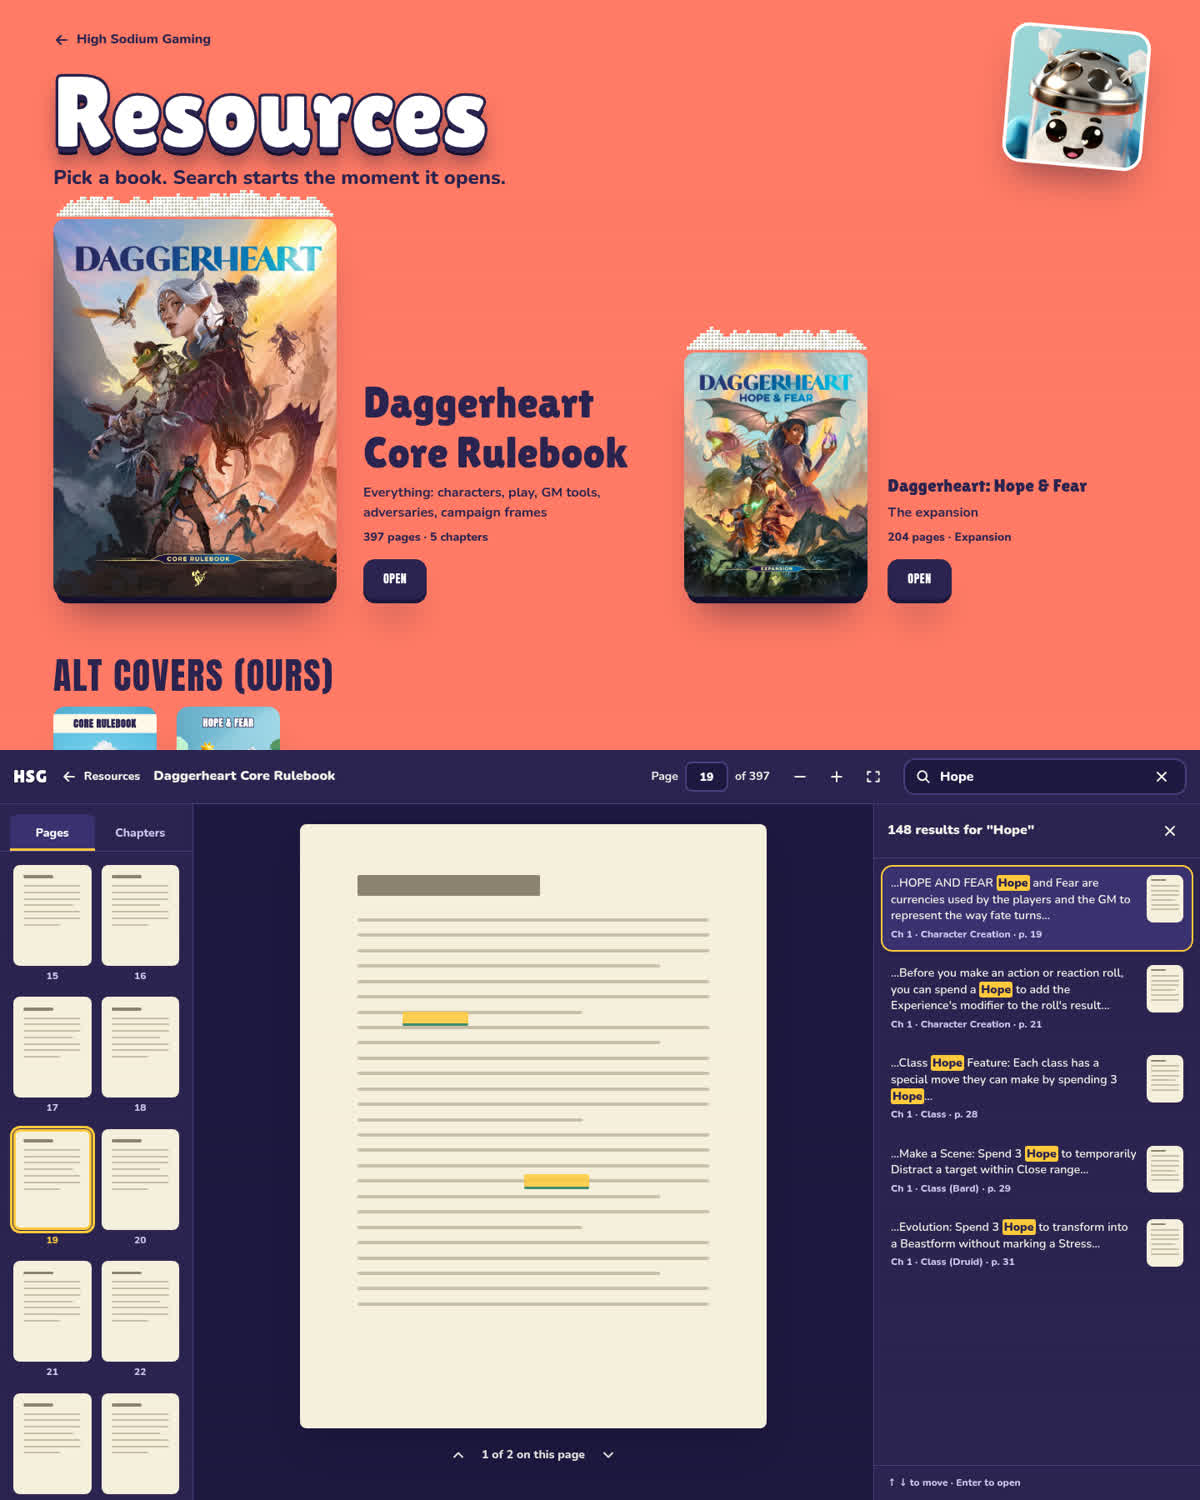 ← High Sodium Gaming
Resources
Pick a book. Search starts the moment it opens.
DAGGERHEART
CORE RULEBOOK
Daggerheart
Core Rulebook
Everything: characters, play, GM tools,
adversaries, campaign frames
397 pages · 5 chapters
OPEN
DAGGERHEART
HOPE & FEAR
EXPANSION
Daggerheart: Hope & Fear
The expansion
204 pages · Expansion
OPEN
ALT COVERS (OURS)
CORE RULEBOOK
HOPE & FEAR
HSG ← Resources Daggerheart Core Rulebook Page 19 of 397 Hope
Pages Chapters
15 16
17 18
19 20
21 22
1 of 2 on this page
148 results for "Hope"
...HOPE AND FEAR Hope and Fear are
currencies used by the players and the GM to
represent the way fate turns...
Ch 1 · Character Creation · p. 19
...Before you make an action or reaction roll,
you can spend a Hope to add the
Experience's modifier to the roll's result...
Ch 1 · Character Creation · p. 21
...Class Hope Feature: Each class has a
special move they can make by spending 3
Hope...
Ch 1 · Class · p. 28
...Make a Scene: Spend 3 Hope to temporarily
Distract a target within Close range...
Ch 1 · Class (Bard) · p. 29
...Evolution: Spend 3 Hope to transform into
a Beastform without marking a Stress...
Ch 1 · Class (Druid) · p. 31
↑ ↓ to move · Enter to open